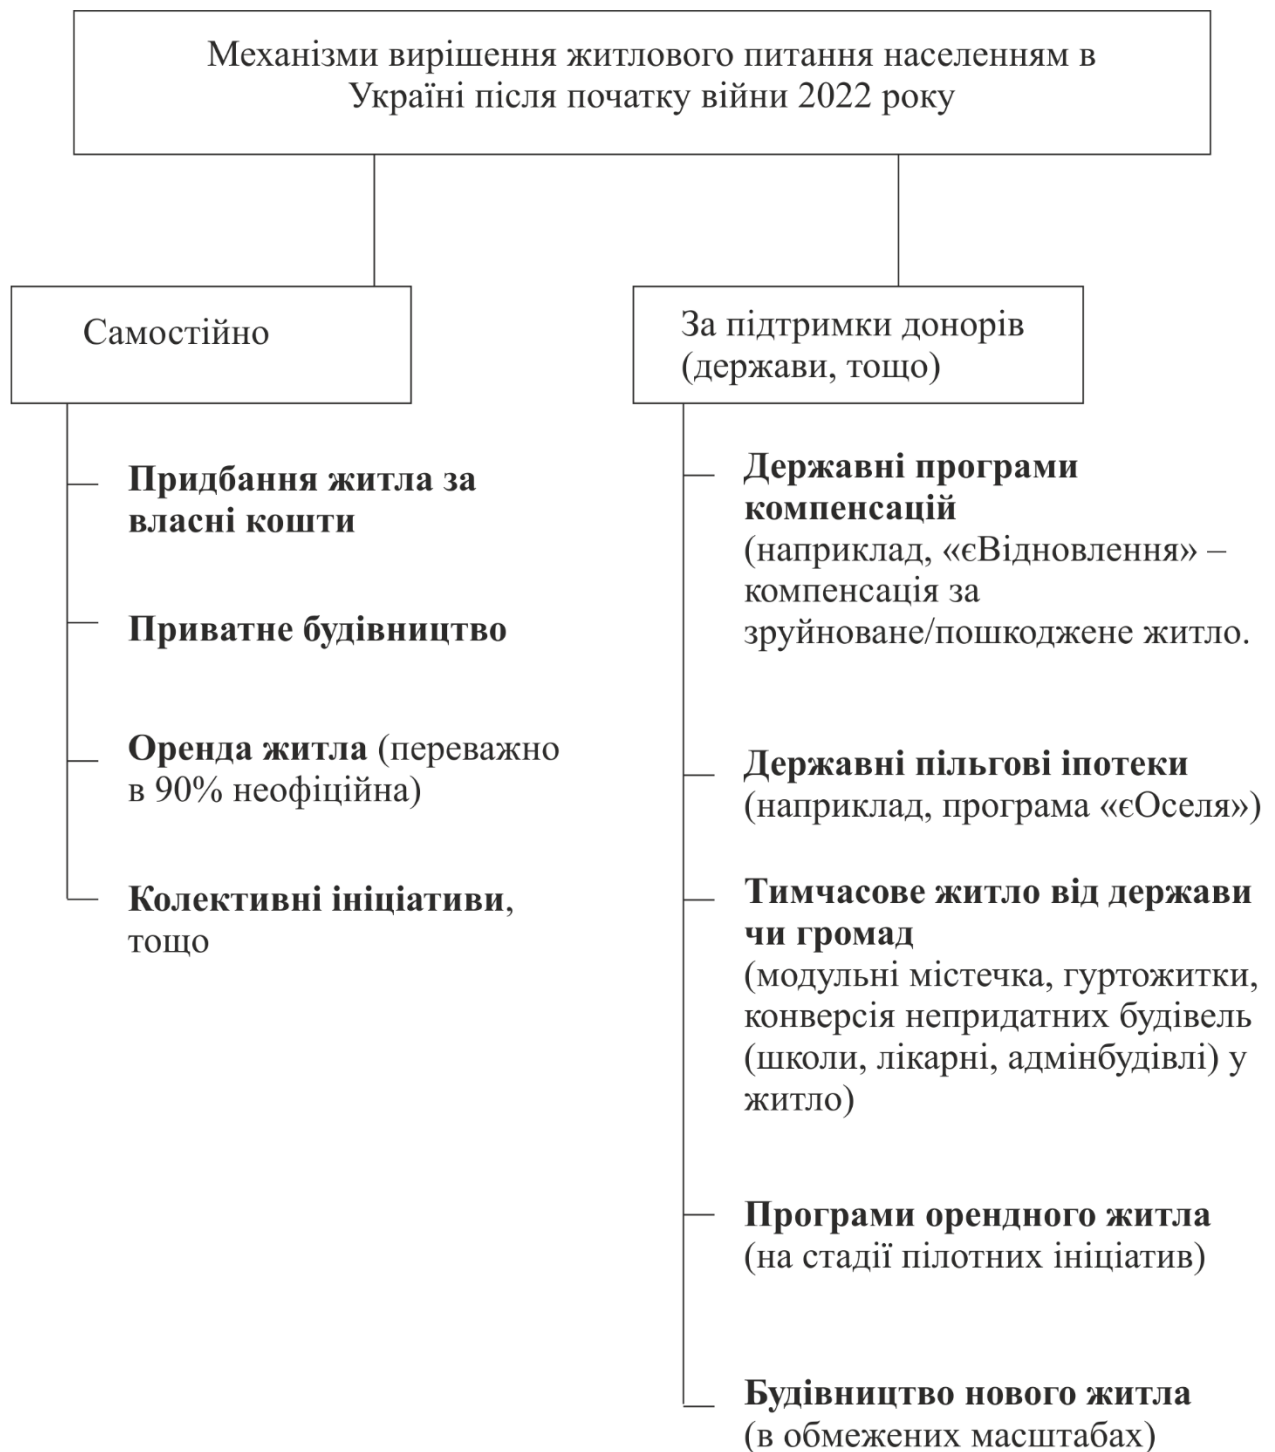 Механізми вирішення житлового питання населенням в
Україні після початку війни 2022 року
Самостійно
Придбання житла за
власні кошти
Приватне будівництво
Оренда житла (переважно
в 90% неофіційна)
Колективні ініціативи,
тощо
За підтримки донорів
(держави, тощо)
Державні програми
компенсацій
(наприклад, «єВідновлення» –
компенсація за
зруйноване/пошкоджене житло.
Державні пільгові іпотеки
(наприклад, програма «єОселя»)
Тимчасове житло від держави
чи громад
(модульні містечка, гуртожитки,
конверсія непридатних будівель
(школи, лікарні, адмінбудівлі) у
житло)
Програми орендного житла
(на стадії пілотних ініціатив)
Будівництво нового житла
(в обмежених масштабах)